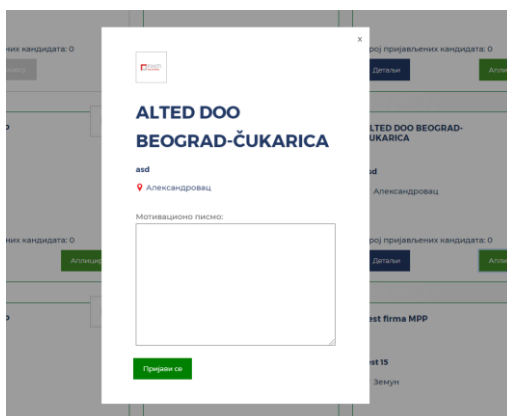 x
ALTED DOO
BEOGRAD-ČUKARICA
asd
Александровац
Мотивационо писмо:
Пријави се
них кандидата: 0
Аплицир
них кандидата: 0
рој пријављених кандидата: 0
Детаљи
Апли
LTED DOO BEOGRAD-
UKARICA
sd
Александровац
рој пријављених кандидата: 0
Детаљи
Апли
est firma MPP
est 15
Земун